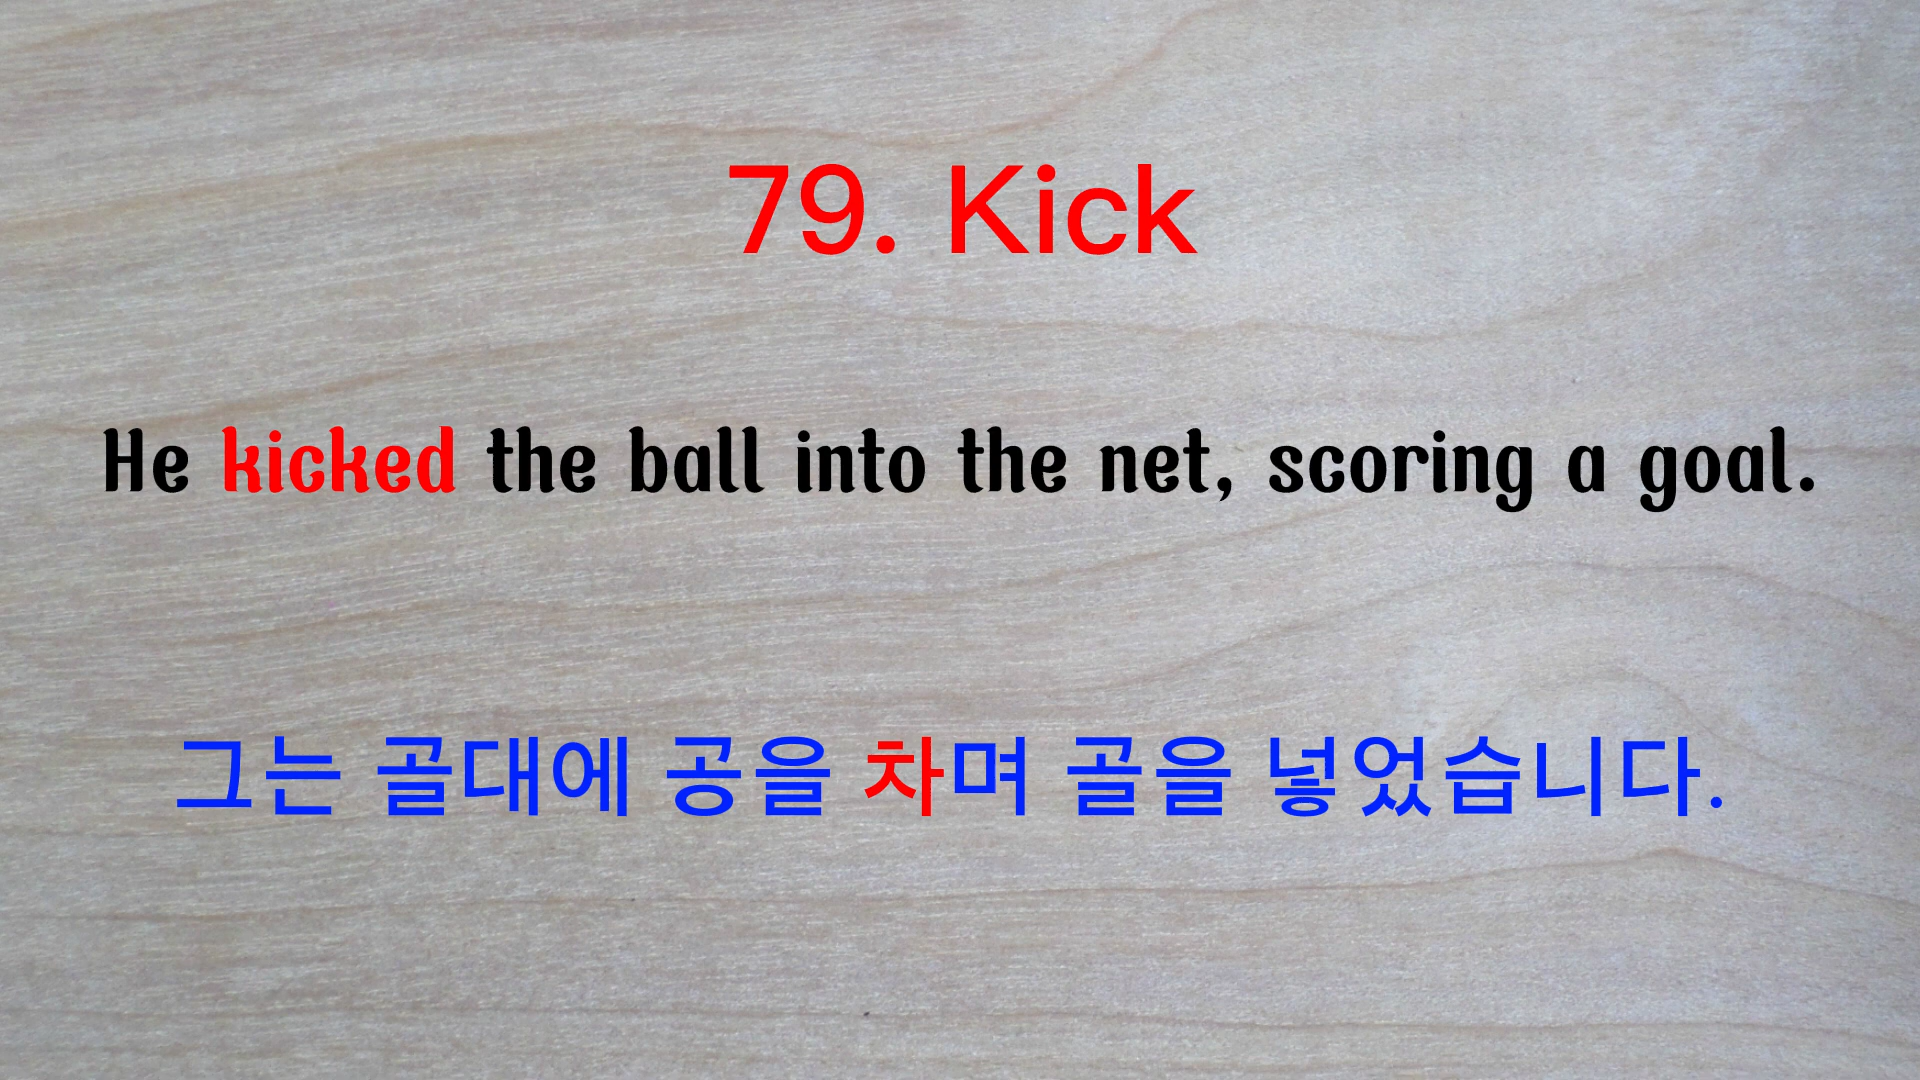 79. Kick
He kicked the ball into the net, scoring a goal.
그는 골대에 공을 차며 골을 넣었습니다.